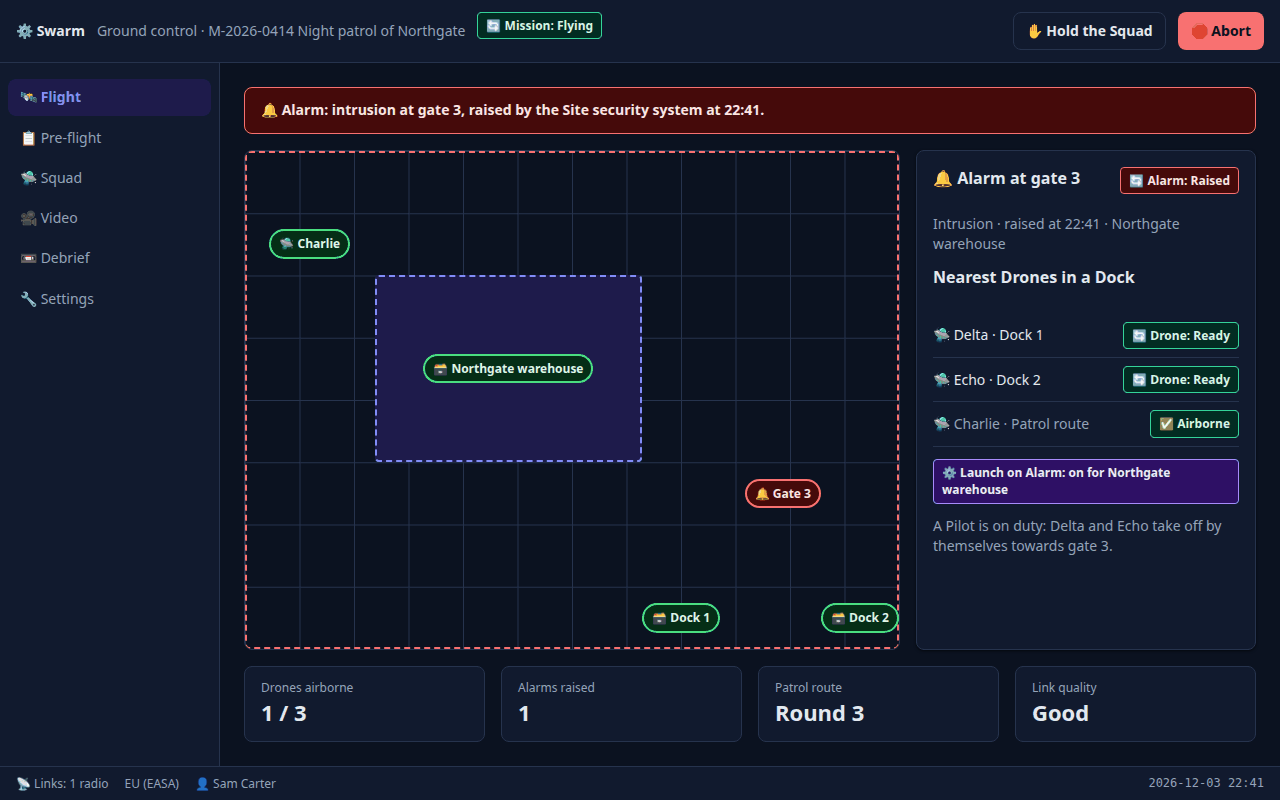 Swarm
Ground control · M-2026-0414 Night patrol of Northgate
Mission: Flying
Hold the Squad
Abort
Flight
Pre-flight
Squad
Video
Debrief
Settings
Alarm: intrusion at gate 3, raised by the Site security system at 22:41.
Charlie
Northgate warehouse
Gate 3
Dock 1
Dock 2
Alarm at gate 3
Alarm: Raised
Intrusion · raised at 22:41 · Northgate
warehouse
Nearest Drones in a Dock
Delta · Dock 1
Drone: Ready
Echo · Dock 2
Drone: Ready
Charlie · Patrol route
Airborne
Launch on Alarm: on for Northgate
warehouse
A Pilot is on duty: Delta and Echo take off by
themselves towards gate 3.
Drones airborne
1 / 3
Alarms raised
1
Patrol route
Round 3
Link quality
Good
Links: 1 radio
EU (EASA)
Sam Carter
2026-12-03 22:41